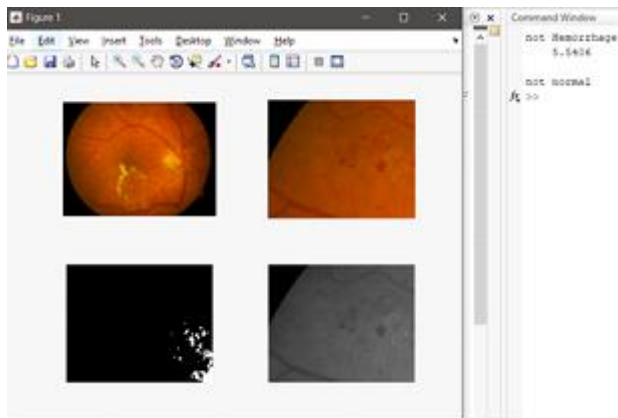 Figure 1
File Edit View Insert Tools Desktop Window Help
Command Window
not Hemorrhage
5.5406
not normal
fx >>